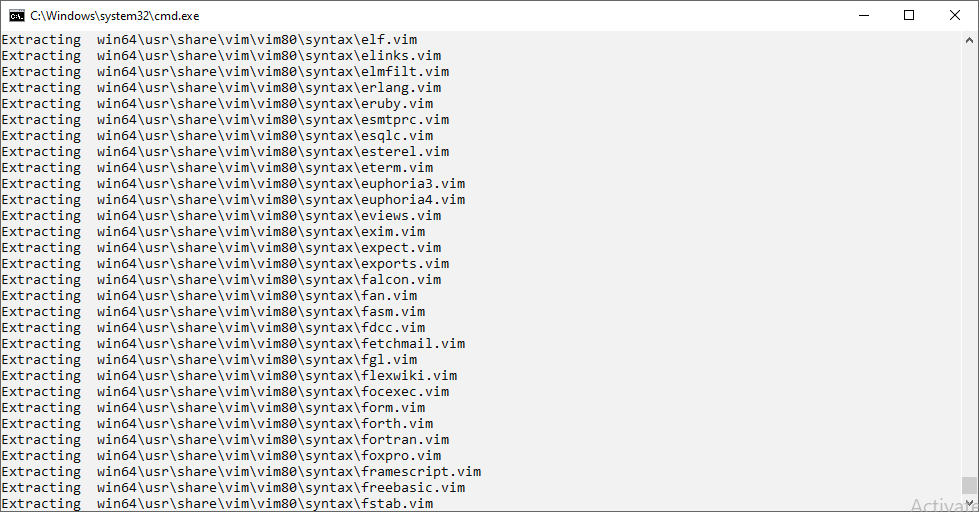 C:\Windows\system32\cmd.exe
Extracting  win64\usr\share\vim\vim80\syntax\elf.vim
Extracting  win64\usr\share\vim\vim80\syntax\elinks.vim
Extracting  win64\usr\share\vim\vim80\syntax\elmfilt.vim
Extracting  win64\usr\share\vim\vim80\syntax\erlang.vim
Extracting  win64\usr\share\vim\vim80\syntax\eruby.vim
Extracting  win64\usr\share\vim\vim80\syntax\esmtprc.vim
Extracting  win64\usr\share\vim\vim80\syntax\esqlc.vim
Extracting  win64\usr\share\vim\vim80\syntax\esterel.vim
Extracting  win64\usr\share\vim\vim80\syntax\eterm.vim
Extracting  win64\usr\share\vim\vim80\syntax\euphoria3.vim
Extracting  win64\usr\share\vim\vim80\syntax\euphoria4.vim
Extracting  win64\usr\share\vim\vim80\syntax\eviews.vim
Extracting  win64\usr\share\vim\vim80\syntax\exim.vim
Extracting  win64\usr\share\vim\vim80\syntax\expect.vim
Extracting  win64\usr\share\vim\vim80\syntax\exports.vim
Extracting  win64\usr\share\vim\vim80\syntax\falcon.vim
Extracting  win64\usr\share\vim\vim80\syntax\fan.vim
Extracting  win64\usr\share\vim\vim80\syntax\fasm.vim
Extracting  win64\usr\share\vim\vim80\syntax\fdcc.vim
Extracting  win64\usr\share\vim\vim80\syntax\fetchmail.vim
Extracting  win64\usr\share\vim\vim80\syntax\fgl.vim
Extracting  win64\usr\share\vim\vim80\syntax\flexwiki.vim
Extracting  win64\usr\share\vim\vim80\syntax\focexec.vim
Extracting  win64\usr\share\vim\vim80\syntax\form.vim
Extracting  win64\usr\share\vim\vim80\syntax\forth.vim
Extracting  win64\usr\share\vim\vim80\syntax\fortran.vim
Extracting  win64\usr\share\vim\vim80\syntax\foxpro.vim
Extracting  win64\usr\share\vim\vim80\syntax\framescript.vim
Extracting  win64\usr\share\vim\vim80\syntax\freebasic.vim
Extracting  win64\usr\share\vim\vim80\syntax\fstab.vim
Activate